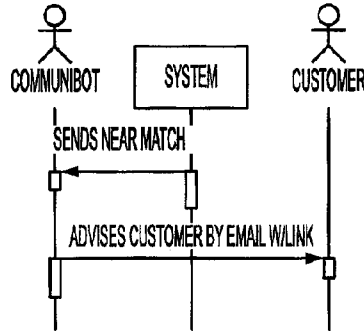 COMMUNIBOT
SYSTEM
CUSTOMER
SENDS NEAR MATCH
ADVISES CUSTOMER BY EMAIL W/LINK